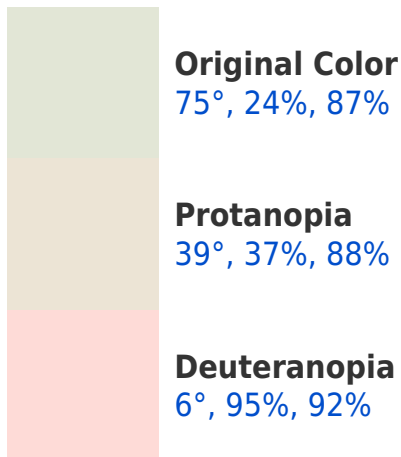 Original Color
75°, 24%, 87%
Protanopia
39°, 37%, 88%
Deuteranopia
6°, 95%, 92%